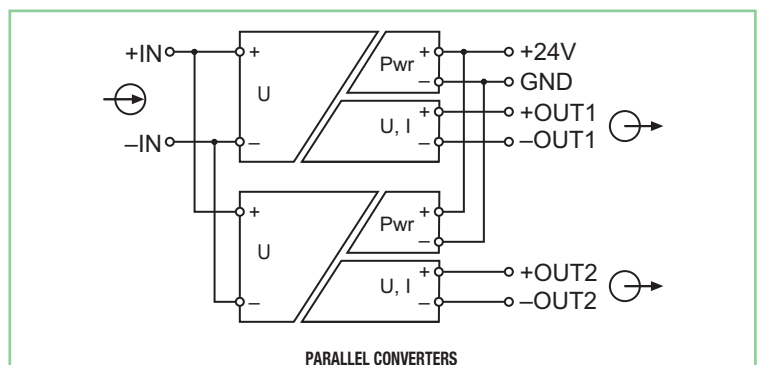 +IN
+
U
Pwr
+
+24V
–
GND
U, I
+
+OUT1
–IN
–
–
–OUT1
+
U
Pwr
+
–
U, I
+
+OUT2
–
–
–OUT2
PARALLEL CONVERTERS